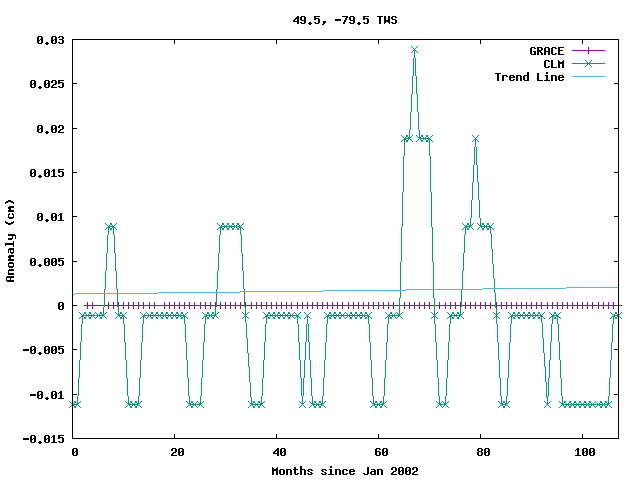 49.5, -79.5 TWS
GRACE
CLM
Trend Line
0.03
0.025
0.02
0.015
0.01
0.005
0
-0.005
-0.01
-0.015
Anomaly (cm)
0 20 40 60 80 100
Months since Jan 2002